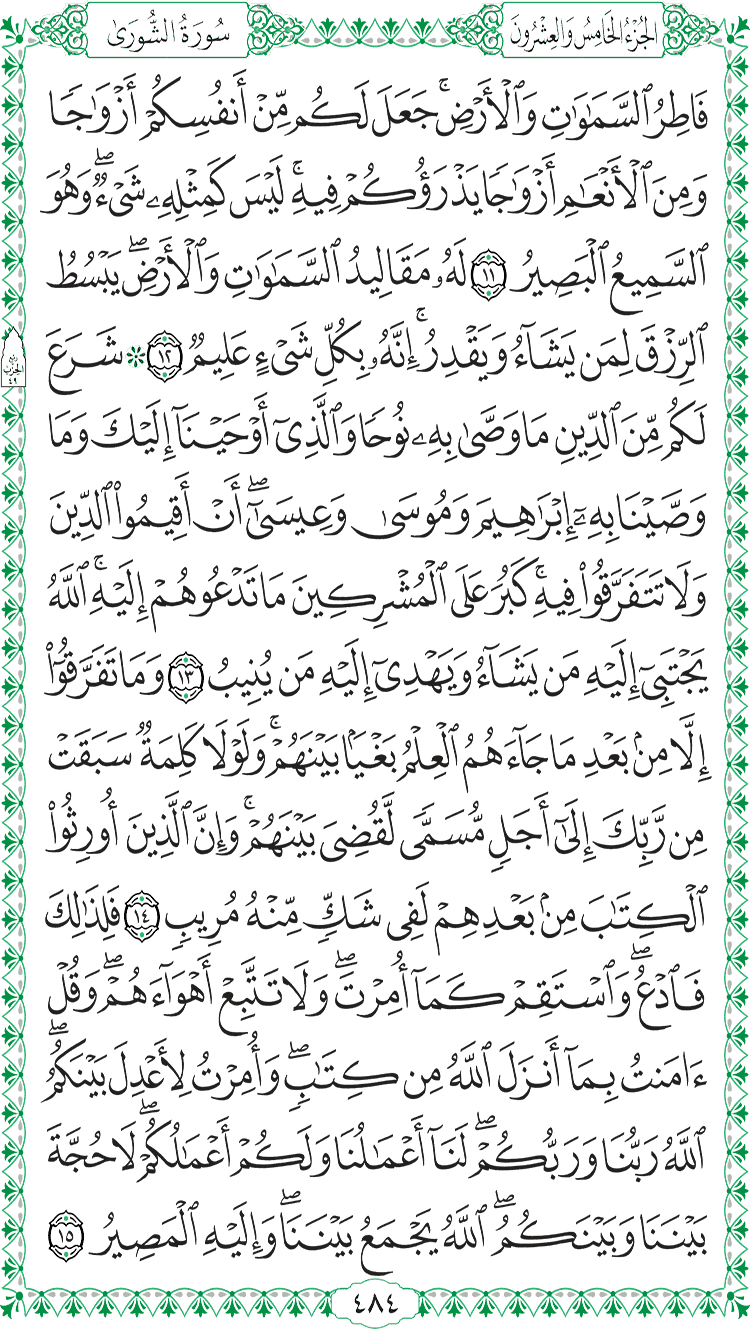 الجُزْءُ الخَامِسُ وَالعِشْرُونَ
سُورَةُ الشُّورَىٰ
فَاطِرُ ٱلسَّمَٰوَٰتِ وَٱلْأَرْضِۚ جَعَلَ لَكُم مِّنْ أَنفُسِكُمْ أَزْوَٰجًا
وَمِنَ ٱلْأَنْعَٰمِ أَزْوَٰجًا يَذْرَؤُكُمْ فِيهِۚ لَيْسَ كَمِثْلِهِۦ شَىْءٌۖ وَهُوَ
ٱلسَّمِيعُ ٱلْبَصِيرُ ١١ لَهُۥ مَقَالِيدُ ٱلسَّمَٰوَٰتِ وَٱلْأَرْضِۖ يَبْسُطُ
ٱلرِّزْقَ لِمَن يَشَآءُ وَيَقْدِرُۚ إِنَّهُۥ بِكُلِّ شَىْءٍ عَلِيمٌ ١٢ ۞ شَرَعَ
ربع الحزب ٤٩
لَكُم مِّنَ ٱلدِّينِ مَا وَصَّىٰ بِهِۦ نُوحًا وَٱلَّذِىٓ أَوْحَيْنَآ إِلَيْكَ وَمَا
وَصَّيْنَا بِهِۦٓ إِبْرَٰهِيمَ وَمُوسَىٰ وَعِيسَىٰٓۖ أَنْ أَقِيمُوا۟ ٱلدِّينَ
وَلَا تَتَفَرَّقُوا۟ فِيهِۚ كَبُرَ عَلَى ٱلْمُشْرِكِينَ مَا تَدْعُوهُمْ إِلَيْهِۚ ٱللَّهُ
يَجْتَبِىٓ إِلَيْهِ مَن يَشَآءُ وَيَهْدِىٓ إِلَيْهِ مَن يُنِيبُ ١٣ وَمَا تَفَرَّقُوٓا۟
إِلَّا مِنۢ بَعْدِ مَا جَآءَهُمُ ٱلْعِلْمُ بَغْيًۢا بَيْنَهُمْۚ وَلَوْلَا كَلِمَةٌ سَبَقَتْ
مِن رَّبِّكَ إِلَىٰٓ أَجَلٍ مُّسَمًّى لَّقُضِىَ بَيْنَهُمْۚ وَإِنَّ ٱلَّذِينَ أُورِثُوا۟
ٱلْكِتَٰبَ مِنۢ بَعْدِهِمْ لَفِى شَكٍّ مِّنْهُ مُرِيبٍ ١٤ فَلِذَٰلِكَ
فَٱدْعُۖ وَٱسْتَقِمْ كَمَآ أُمِرْتَۖ وَلَا تَتَّبِعْ أَهْوَآءَهُمْۖ وَقُلْ
ءَامَنتُ بِمَآ أَنزَلَ ٱللَّهُ مِن كِتَٰبٍۖ وَأُمِرْتُ لِأَعْدِلَ بَيْنَكُمُۖ
ٱللَّهُ رَبُّنَا وَرَبُّكُمْۖ لَنَآ أَعْمَٰلُنَا وَلَكُمْ أَعْمَٰلُكُمْۖ لَا حُجَّةَ
بَيْنَنَا وَبَيْنَكُمُۖ ٱللَّهُ يَجْمَعُ بَيْنَنَاۖ وَإِلَيْهِ ٱلْمَصِيرُ ١٥
٤٨٤